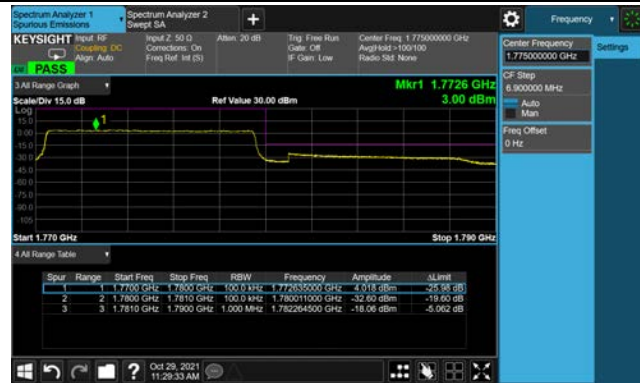 Spectrum Analyzer 1
Spurious Emissions
Spectrum Analyzer 2
Swept SA
+
Frequency
KEYSIGHT
Input: RF
Coupling: DC
Align: Auto
Input Z: 50 Ω
Corrections: On
Freq Ref: Int (S)
Atten: 20 dB
Trig: Free Run
Gate: Off
IF Gain: Low
Center Freq: 1.775000000 GHz
Avg|Hold:>100/100
Radio Std: None
PASS
Center Frequency
1.775000000 GHz
Settings
CF Step
6.900000 MHz
Auto
Man
Freq Offset
0 Hz
3 All Range Graph
Mkr1 1.7726 GHz
Scale/Div 15.0 dB
Ref Value 30.00 dBm
3.00 dBm
Log
15.0
0.00
-15.0
-30.0
-45.0
-60.0
-75.0
-90.0
-105
1
Start 1.770 GHz
Stop 1.790 GHz
4 All Range Table
Spur Range Start Freq Stop Freq RBW Frequency Amplitude ΔLimit
1 1 1.7700 GHz 1.7800 GHz 100.0 kHz 1.772635000 GHz 4.018 dBm -25.98 dB
2 2 1.7800 GHz 1.7810 GHz 100.0 kHz 1.780011000 GHz -32.60 dBm -19.60 dB
3 3 1.7810 GHz 1.7900 GHz 1.000 MHz 1.782264500 GHz -18.06 dBm -5.062 dB
?
Oct 29, 2021
11:29:33 AM